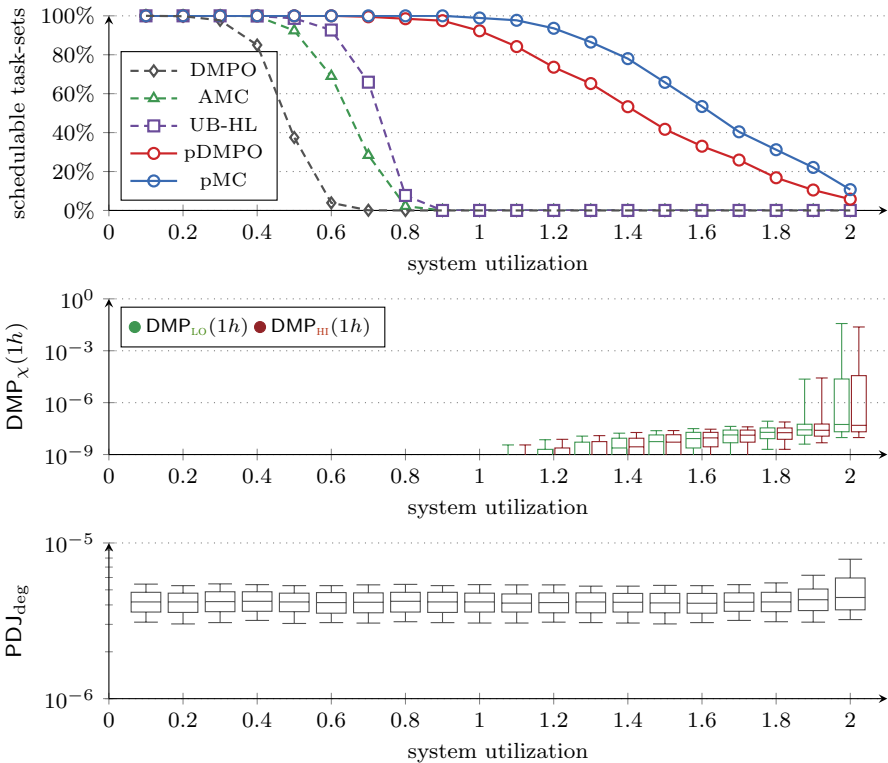 schedulable task-sets
100%
80%
60%
40%
20%
0%
DMPO
AMC
UB-HL
pDMPO
pMC
0 0.2 0.4 0.6 0.8 1 1.2 1.4 1.6 1.8 2
system utilization
DMPχ(1h)
10^0
10^−3
10^−6
10^−9
DMP_LO(1h) DMP_HI(1h)
0 0.2 0.4 0.6 0.8 1 1.2 1.4 1.6 1.8 2
system utilization
PDJ_deg
10^−5
10^−6
0 0.2 0.4 0.6 0.8 1 1.2 1.4 1.6 1.8 2
system utilization